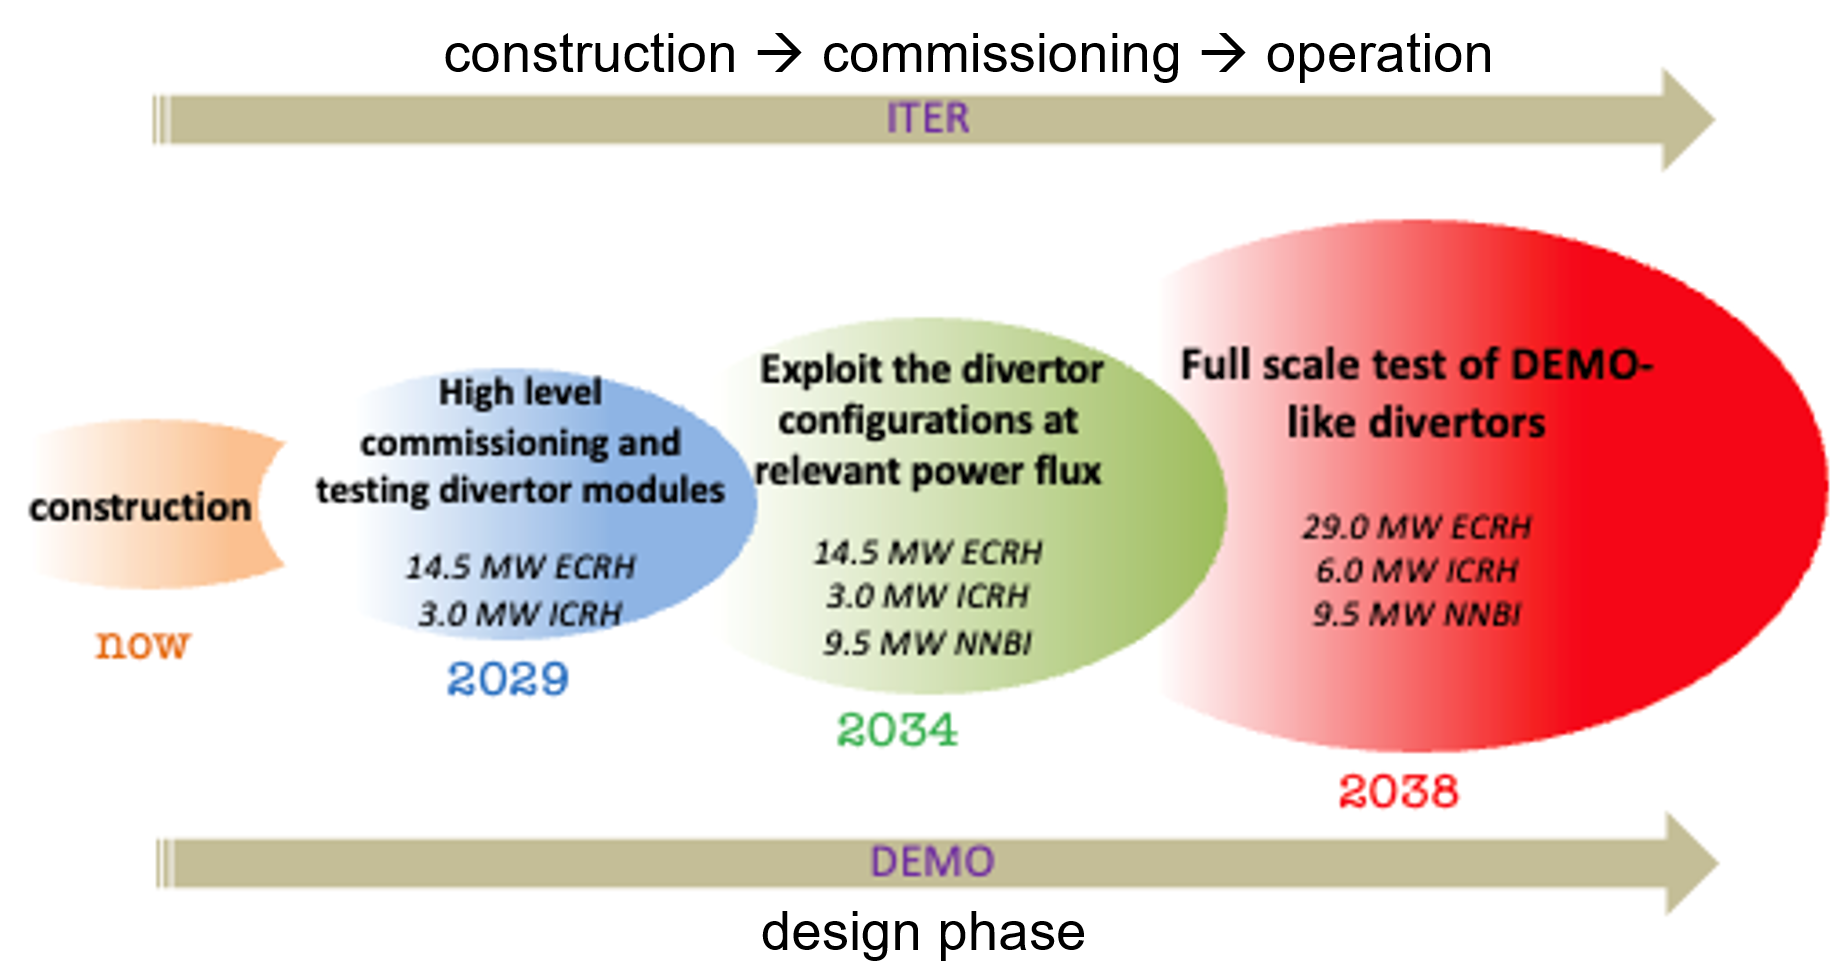 construction → commissioning → operation
ITER
construction
now
High level
commissioning and
testing divertor modules
14.5 MW ECRH
3.0 MW ICRH
2029
Exploit the divertor
configurations at
relevant power flux
14.5 MW ECRH
3.0 MW ICRH
9.5 MW NNBI
2034
Full scale test of DEMO-
like divertors
29.0 MW ECRH
6.0 MW ICRH
9.5 MW NNBI
2038
DEMO
design phase